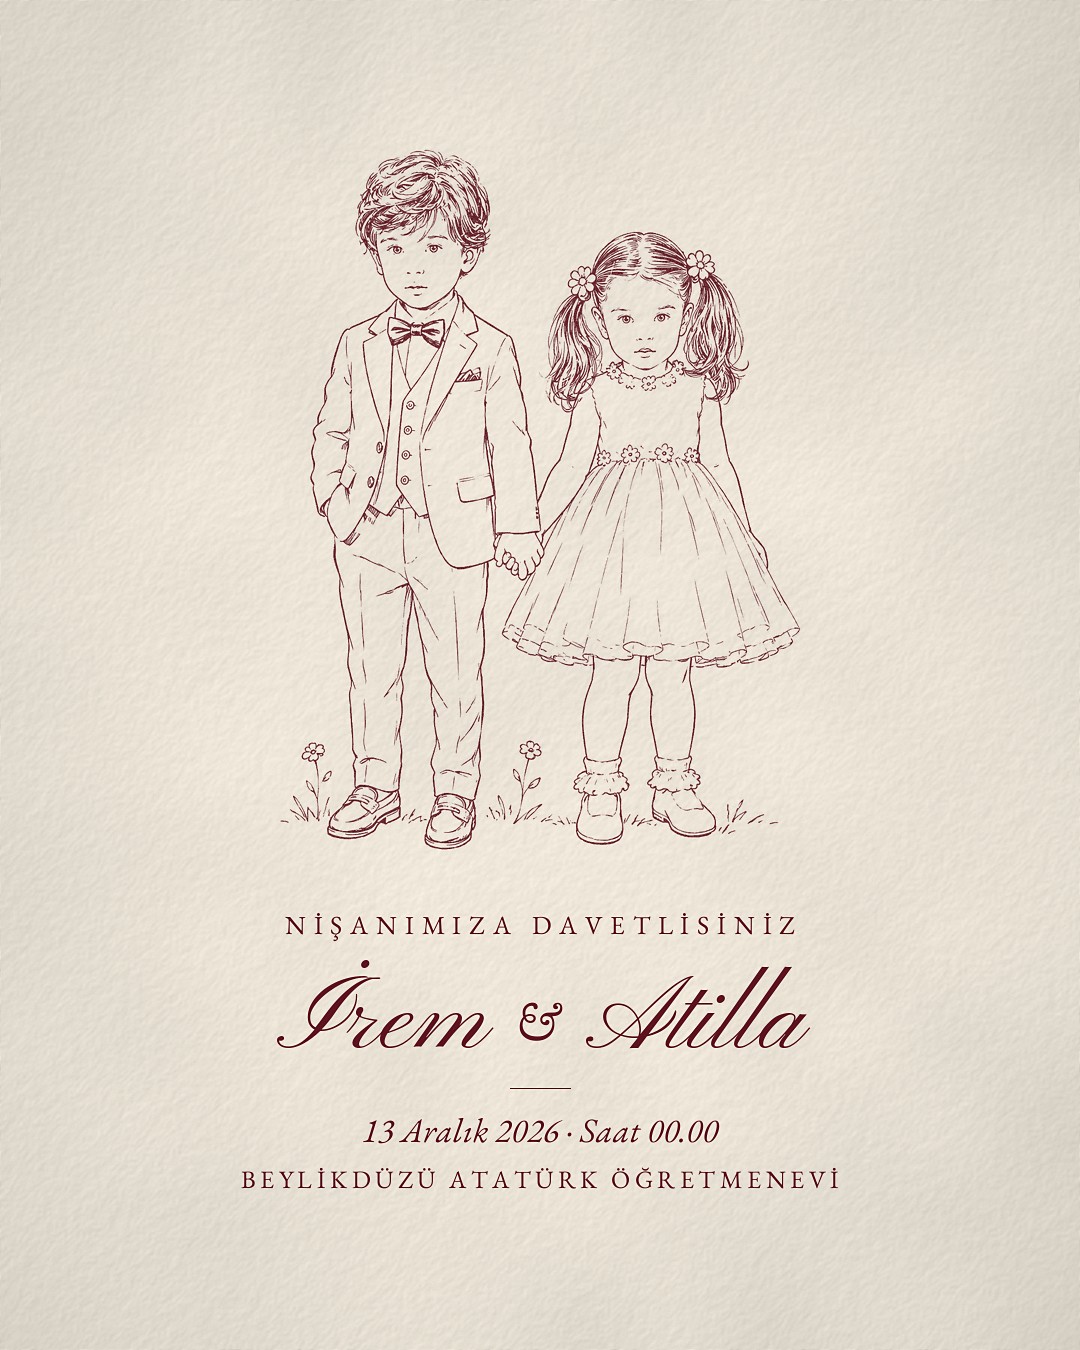 NİŞANIMIZA DAVETLİSİNİZ
İrem & Atilla
13 Aralık 2026 · Saat 00.00
BEYLİKDÜZÜ ATATÜRK ÖĞRETMENEVİ